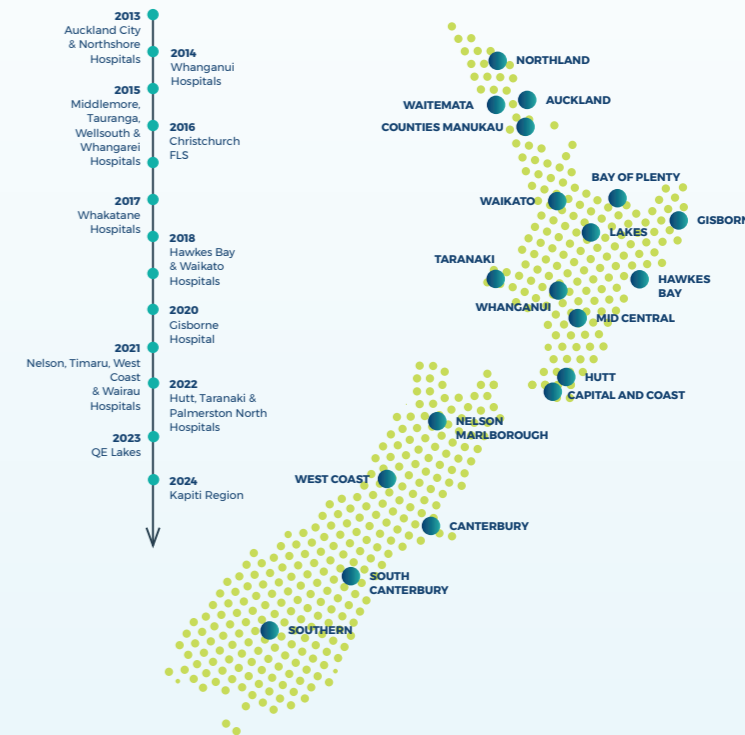 2013
Auckland City
& Northshore
Hospitals
2014
Whanganui
Hospitals
2015
Middlemore,
Tauranga,
Wellsouth &
Whangarei
Hospitals
2016
Christchurch
FLS
2017
Whakatane
Hospitals
2018
Hawkes Bay
& Waikato
Hospitals
2020
Gisborne
Hospital
2021
Nelson, Timaru, West
Coast
& Wairau
Hospitals
2022
Hutt, Taranaki &
Palmerston North
Hospitals
2023
QE Lakes
2024
Kapiti Region
NORTHLAND
WAITEMATA
AUCKLAND
COUNTIES MANUKAU
BAY OF PLENTY
WAIKATO
GISBORN
LAKES
TARANAKI
HAWKES
BAY
WHANGANUI
MID CENTRAL
HUTT
CAPITAL AND COAST
NELSON
MARLBOROUGH
WEST COAST
CANTERBURY
SOUTH
CANTERBURY
SOUTHERN